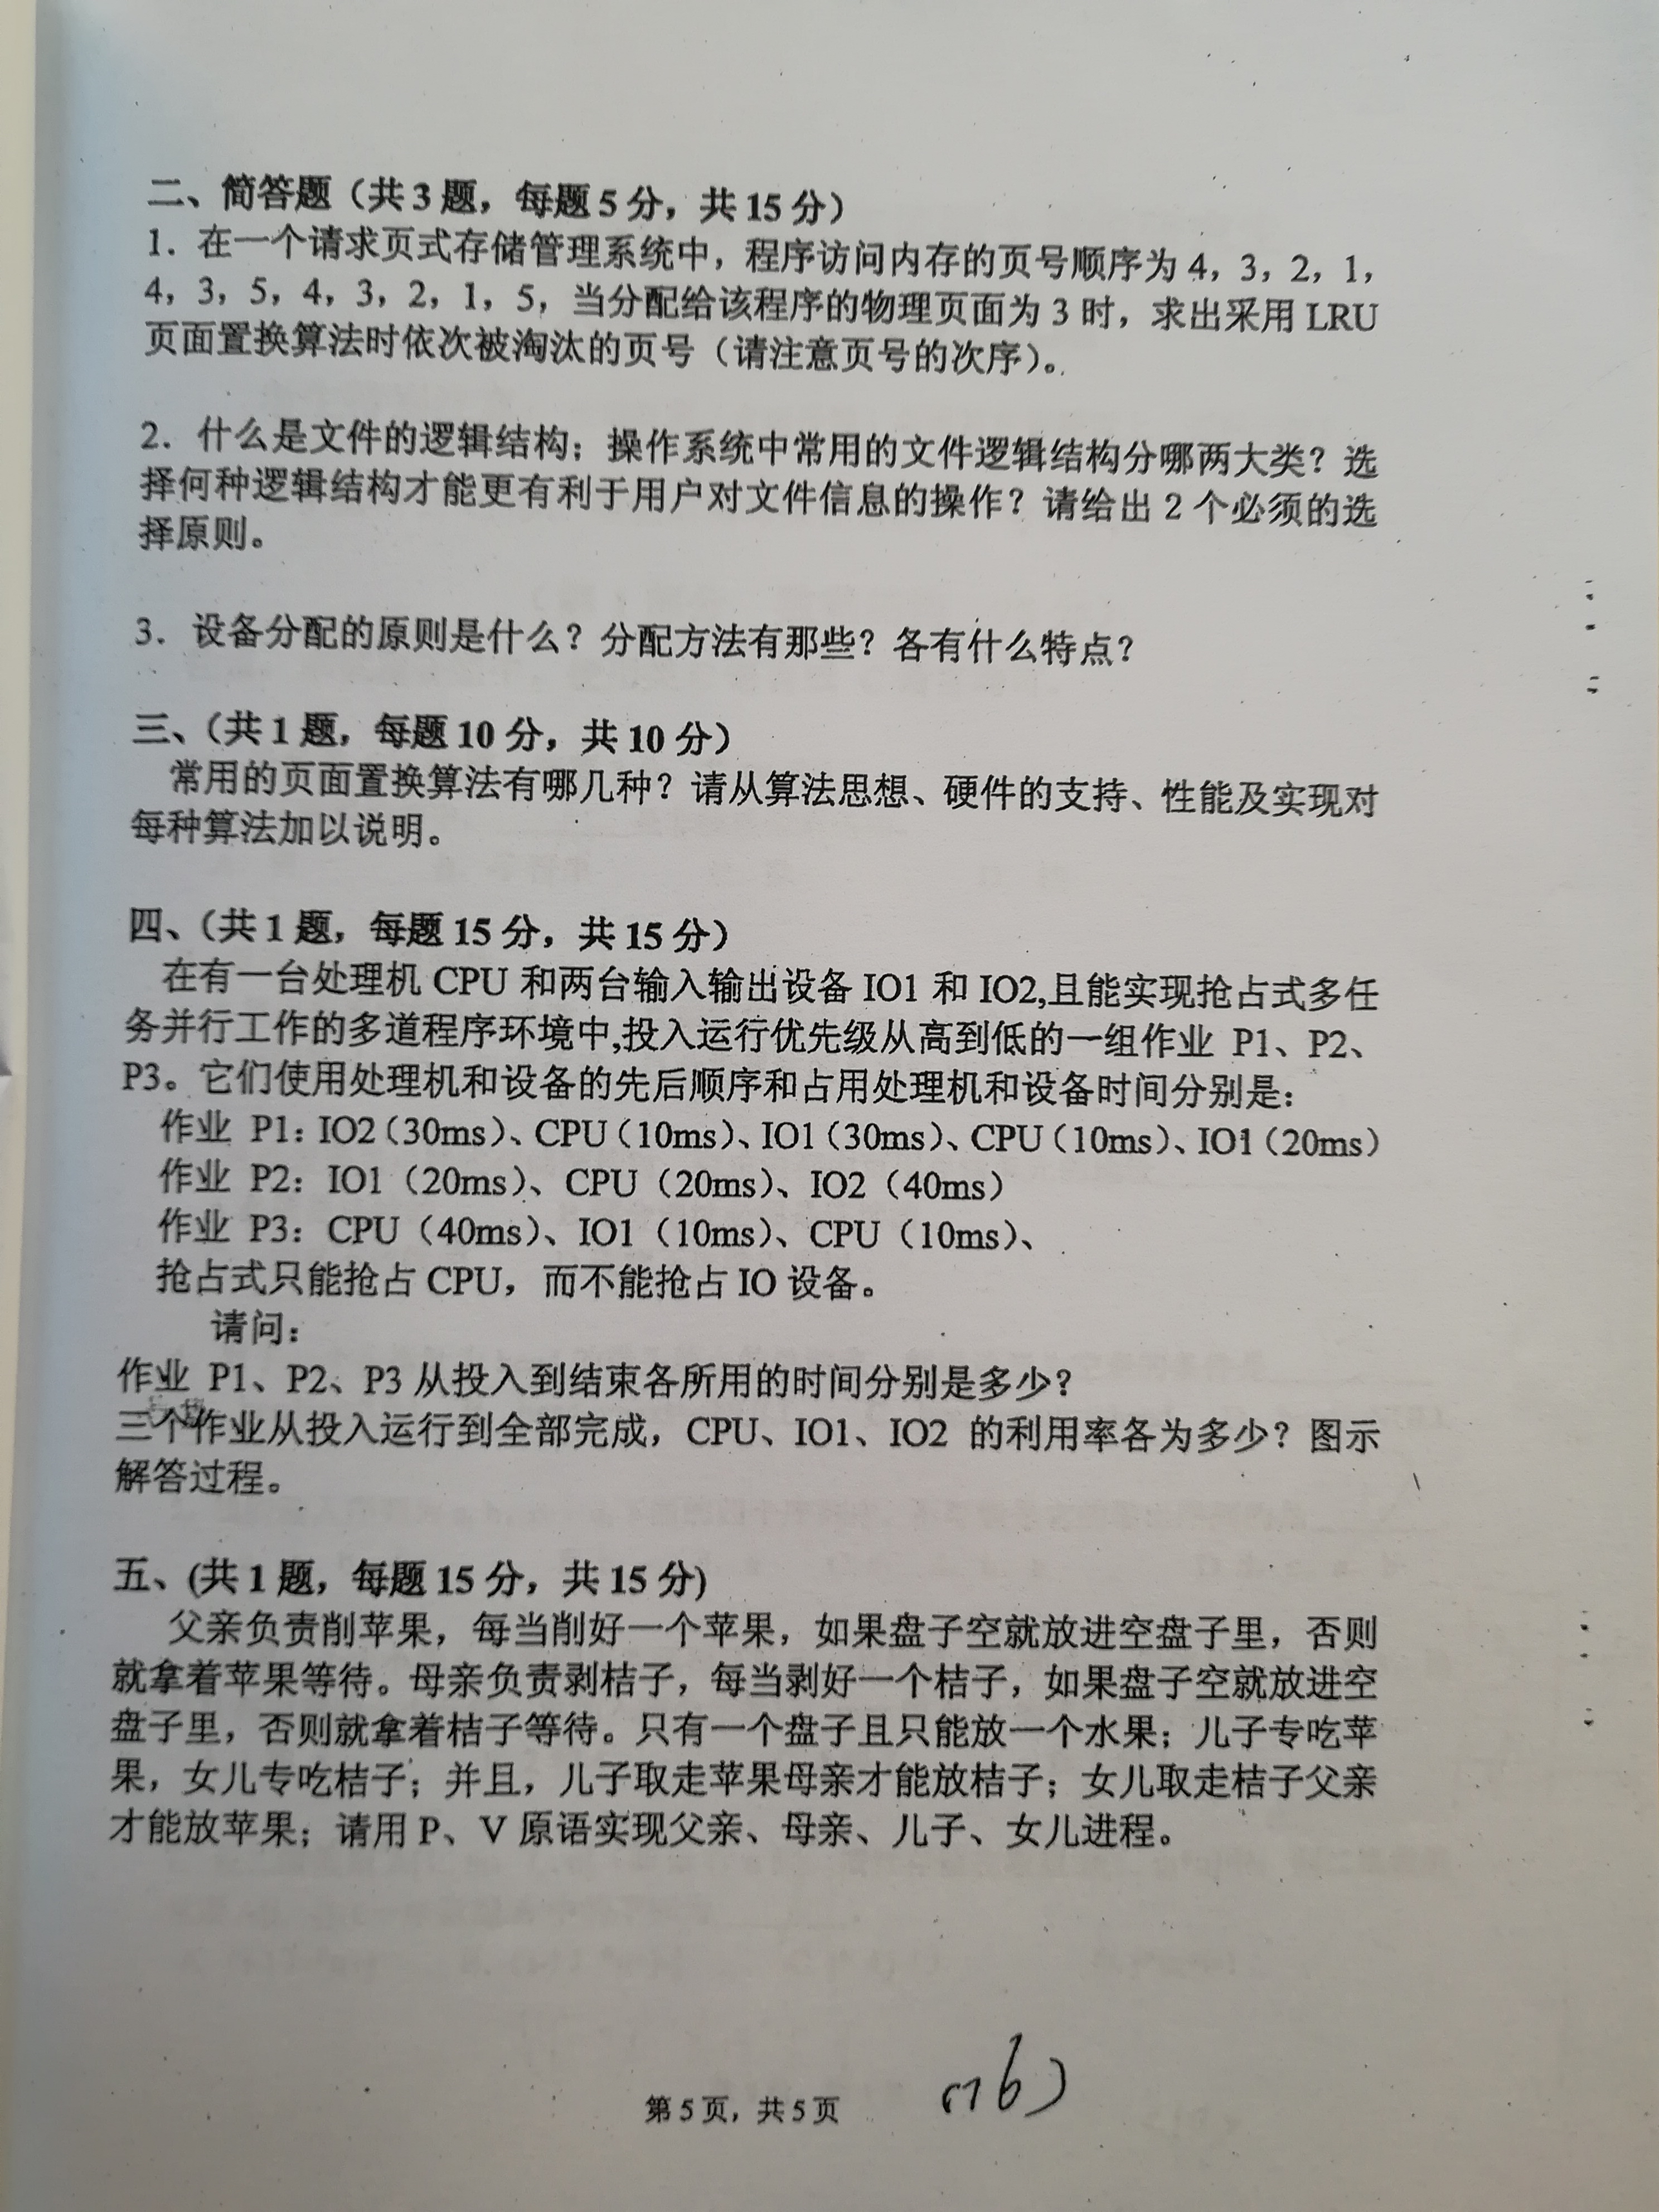 二、简答题（共3题，每题5分，共15分）
1．在一个请求页式存储管理系统中，程序访问内存的页号顺序为4，3，2，1，
4，3，5，4，3，2，1，5，当分配给该程序的物理页面为3时，求出采用LRU
页面置换算法时依次被淘汰的页号（请注意页号的次序）。
2．什么是文件的逻辑结构；操作系统中常用的文件逻辑结构分哪两大类？选
择何种逻辑结构才能更有利于用户对文件信息的操作？请给出2个必须的选
择原则。
3．设备分配的原则是什么？分配方法有那些？各有什么特点？
三、（共1题，每题10分，共10分）
常用的页面置换算法有哪几种？请从算法思想、硬件的支持、性能及实现对
每种算法加以说明。
四、（共1题，每题15分，共15分）
在有一台处理机CPU和两台输入输出设备IO1和IO2,且能实现抢占式多任
务并行工作的多道程序环境中,投入运行优先级从高到低的一组作业 P1、P2、
P3。它们使用处理机和设备的先后顺序和占用处理机和设备时间分别是：
作业 P1：IO2（30ms）、CPU（10ms）、IO1（30ms）、CPU（10ms）、IO1（20ms）
作业 P2：IO1（20ms）、CPU（20ms）、IO2（40ms）
作业 P3：CPU（40ms）、IO1（10ms）、CPU（10ms）、
抢占式只能抢占CPU，而不能抢占IO设备。
请问：
作业 P1、P2、P3从投入到结束各所用的时间分别是多少？
三个作业从投入运行到全部完成，CPU、IO1、IO2 的利用率各为多少？图示
解答过程。
五、(共1题，每题15分，共15分)
父亲负责削苹果，每当削好一个苹果，如果盘子空就放进空盘子里，否则
就拿着苹果等待。母亲负责剥桔子，每当剥好一个桔子，如果盘子空就放进空
盘子里，否则就拿着桔子等待。只有一个盘子且只能放一个水果；儿子专吃苹
果，女儿专吃桔子；并且，儿子取走苹果母亲才能放桔子；女儿取走桔子父亲
才能放苹果；请用P、V原语实现父亲、母亲、儿子、女儿进程。
第5页，共5页